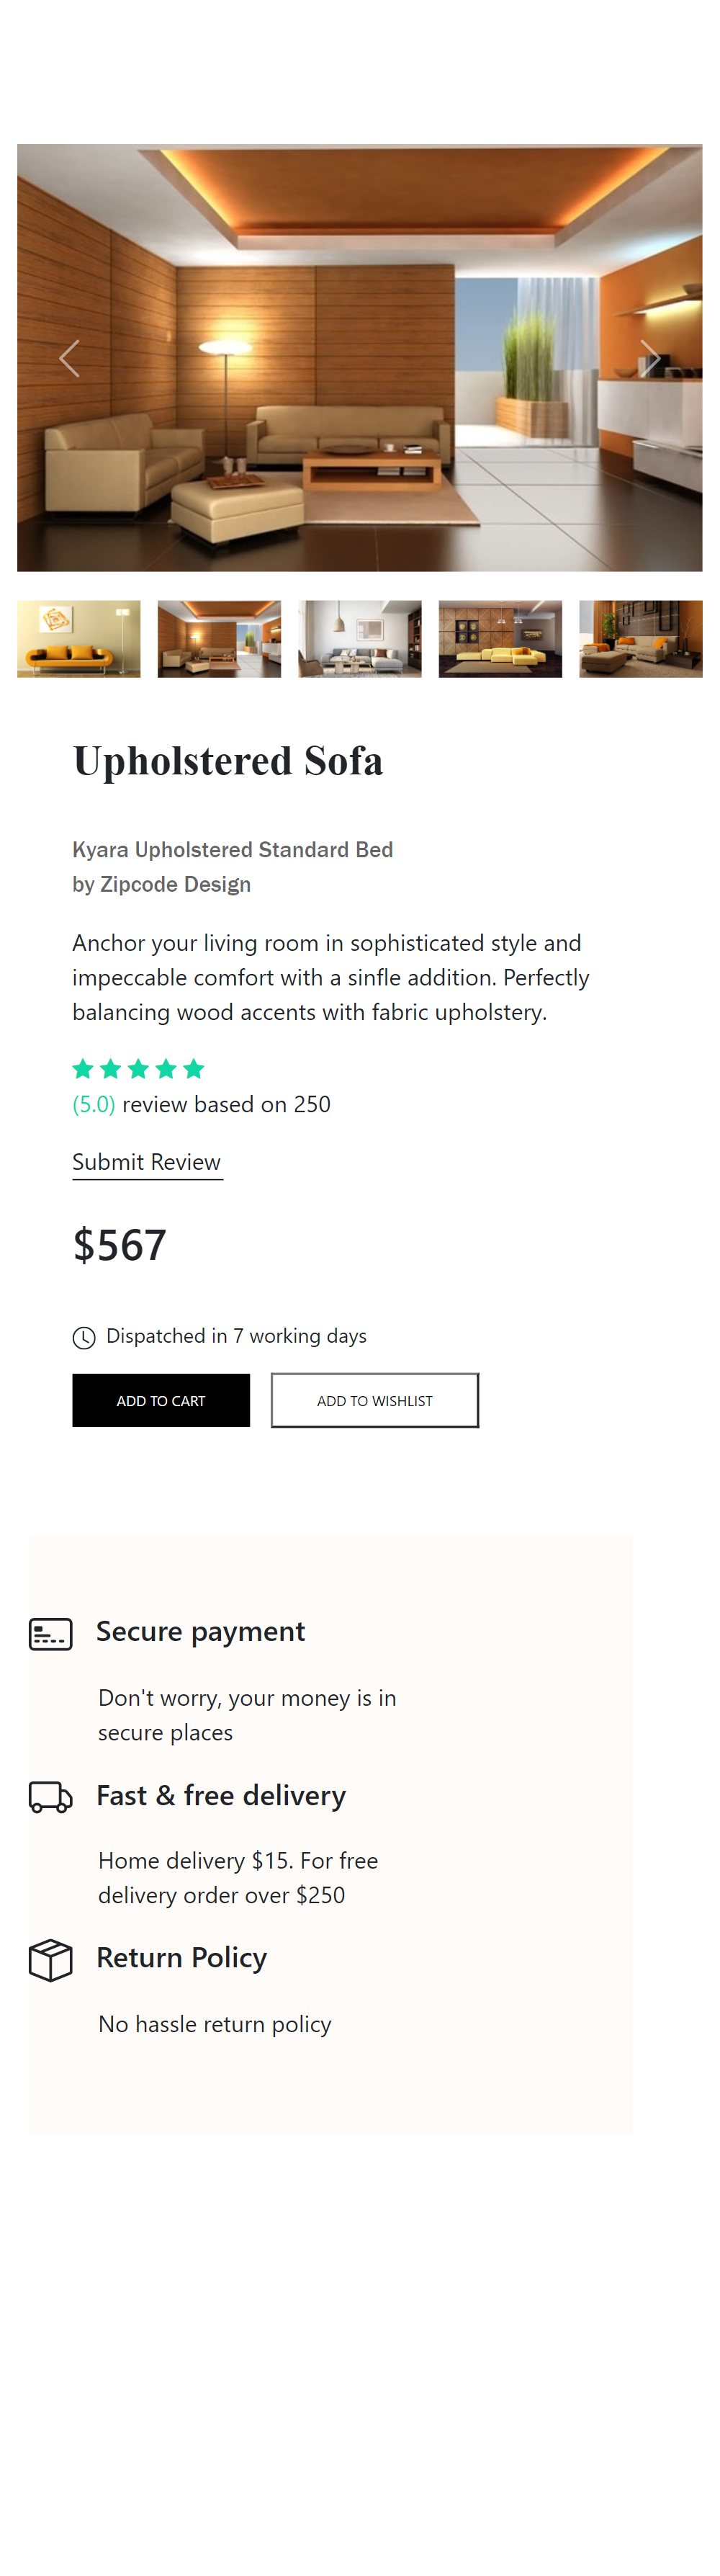 Upholstered Sofa
Kyara Upholstered Standard Bed
by Zipcode Design
Anchor your living room in sophisticated style and
impeccable comfort with a sinfle addition. Perfectly
balancing wood accents with fabric upholstery.
(5.0) review based on 250
Submit Review
$567
Dispatched in 7 working days
ADD TO CART
ADD TO WISHLIST
Secure payment
Don't worry, your money is in
secure places
Fast & free delivery
Home delivery $15. For free
delivery order over $250
Return Policy
No hassle return policy